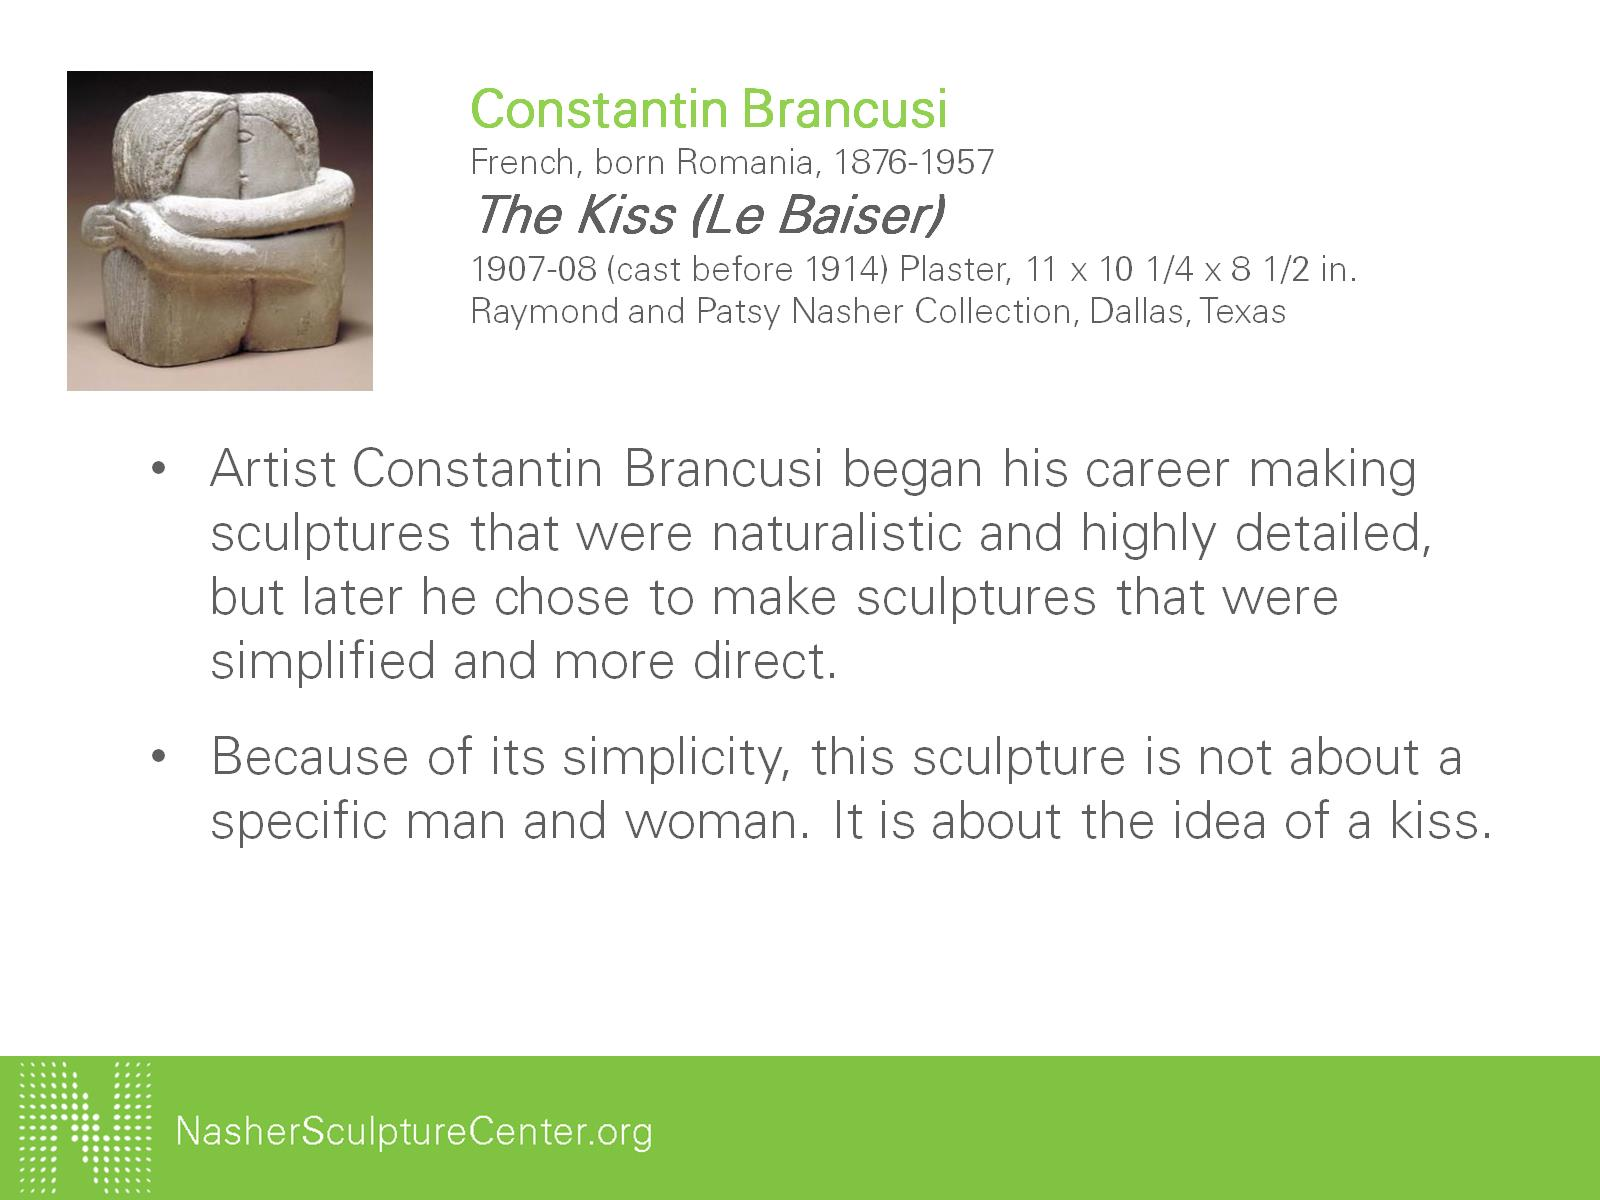 Constantin Brancusi
French, born Romania, 1876-1957
The Kiss (Le Baiser)
1907-08 (cast before 1914) Plaster, 11 x 10 1/4 x 8 1/2 in.
Raymond and Patsy Nasher Collection, Dallas, Texas
• Artist Constantin Brancusi began his career making
sculptures that were naturalistic and highly detailed,
but later he chose to make sculptures that were
simplified and more direct.
• Because of its simplicity, this sculpture is not about a
specific man and woman. It is about the idea of a kiss.
NasherSculptureCenter.org